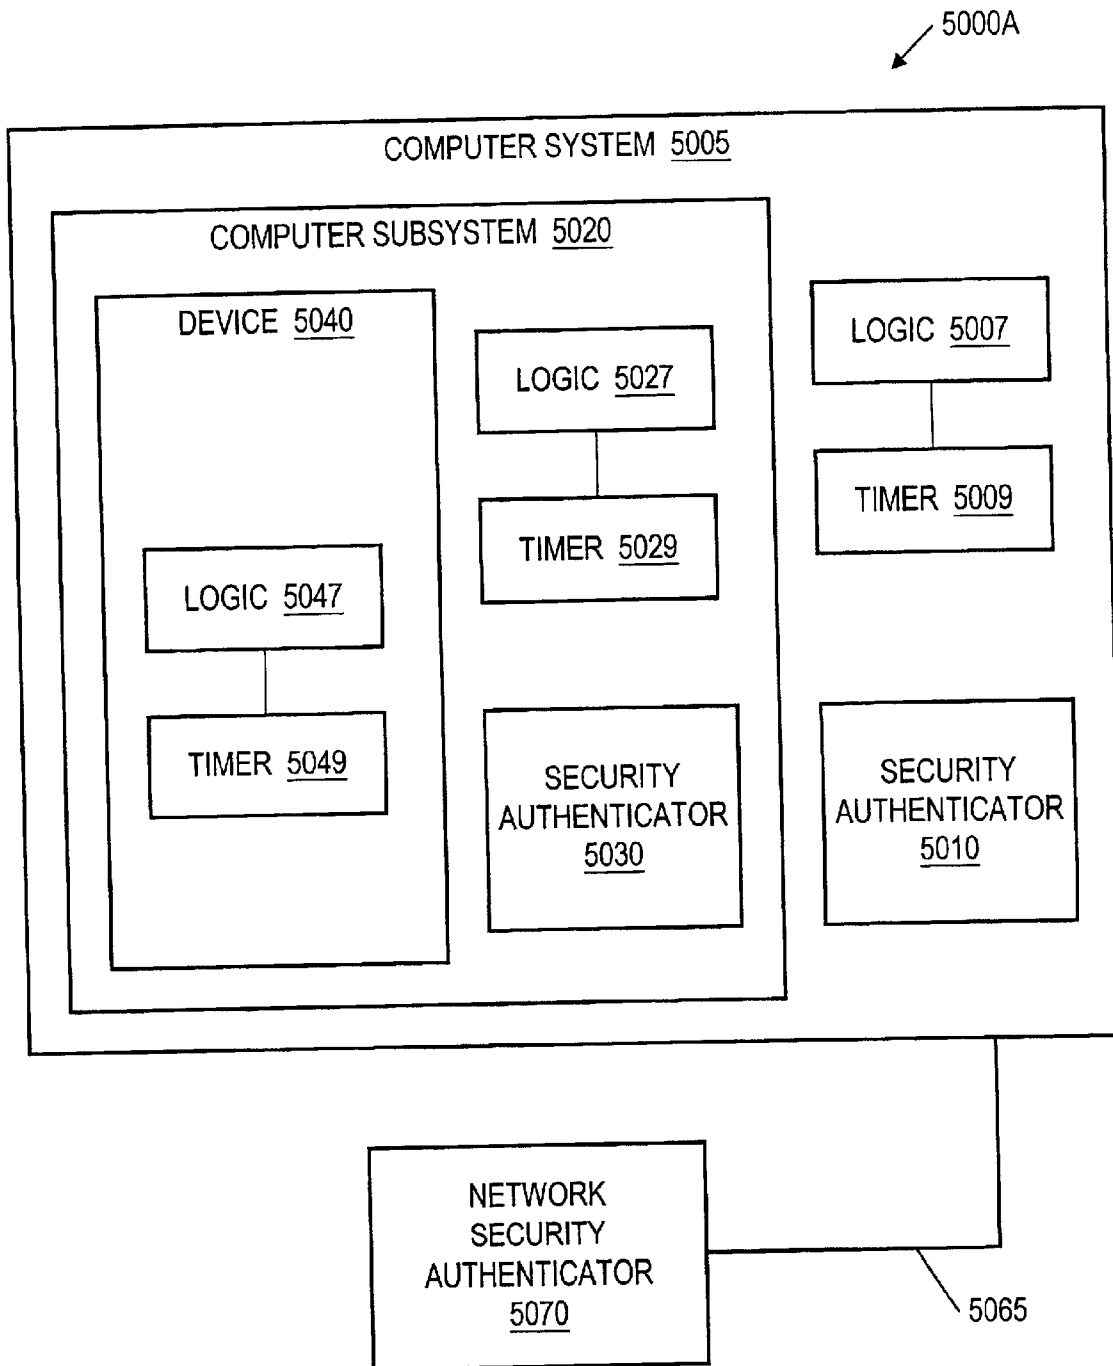 5000A
COMPUTER SYSTEM 5005
COMPUTER SUBSYSTEM 5020
DEVICE 5040
LOGIC 5047
TIMER 5049
LOGIC 5027
TIMER 5029
SECURITY
AUTHENTICATOR
5030
LOGIC 5007
TIMER 5009
SECURITY
AUTHENTICATOR
5010
NETWORK
SECURITY
AUTHENTICATOR
5070
5065